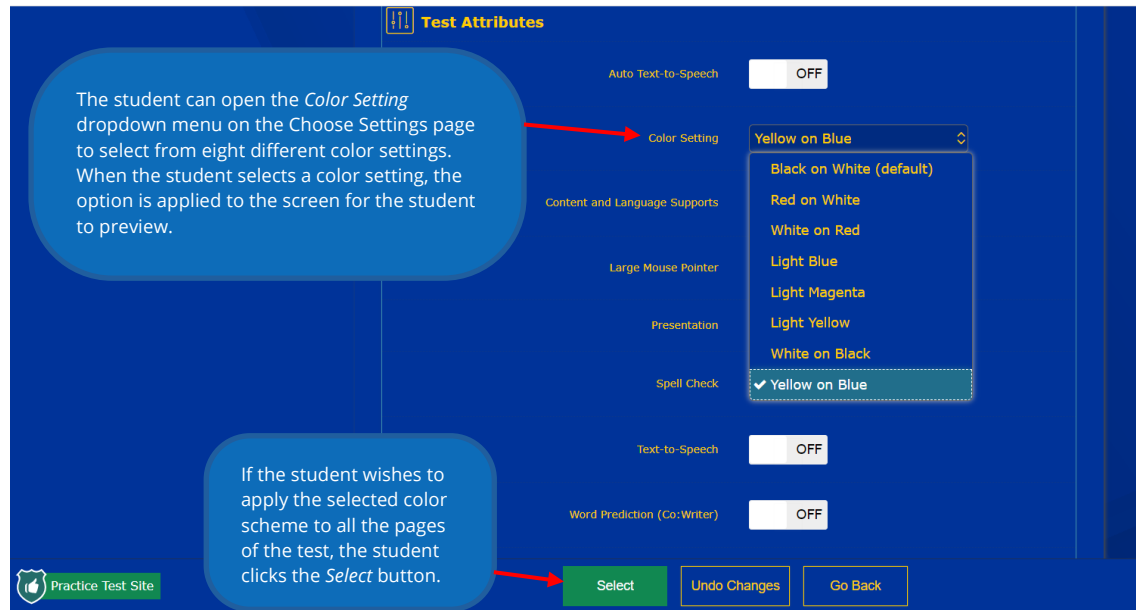 Test Attributes
Auto Text-to-Speech
OFF
The student can open the Color Setting
dropdown menu on the Choose Settings page
to select from eight different color settings.
When the student selects a color setting, the
option is applied to the screen for the student
to preview.
Color Setting
Yellow on Blue
Black on White (default)
Red on White
White on Red
Light Blue
Light Magenta
Light Yellow
White on Black
Yellow on Blue
Content and Language Supports
Large Mouse Pointer
Presentation
Spell Check
Text-to-Speech
OFF
Word Prediction (Co:Writer)
OFF
If the student wishes to
apply the selected color
scheme to all the pages
of the test, the student
clicks the Select button.
Practice Test Site
Select
Undo Changes
Go Back